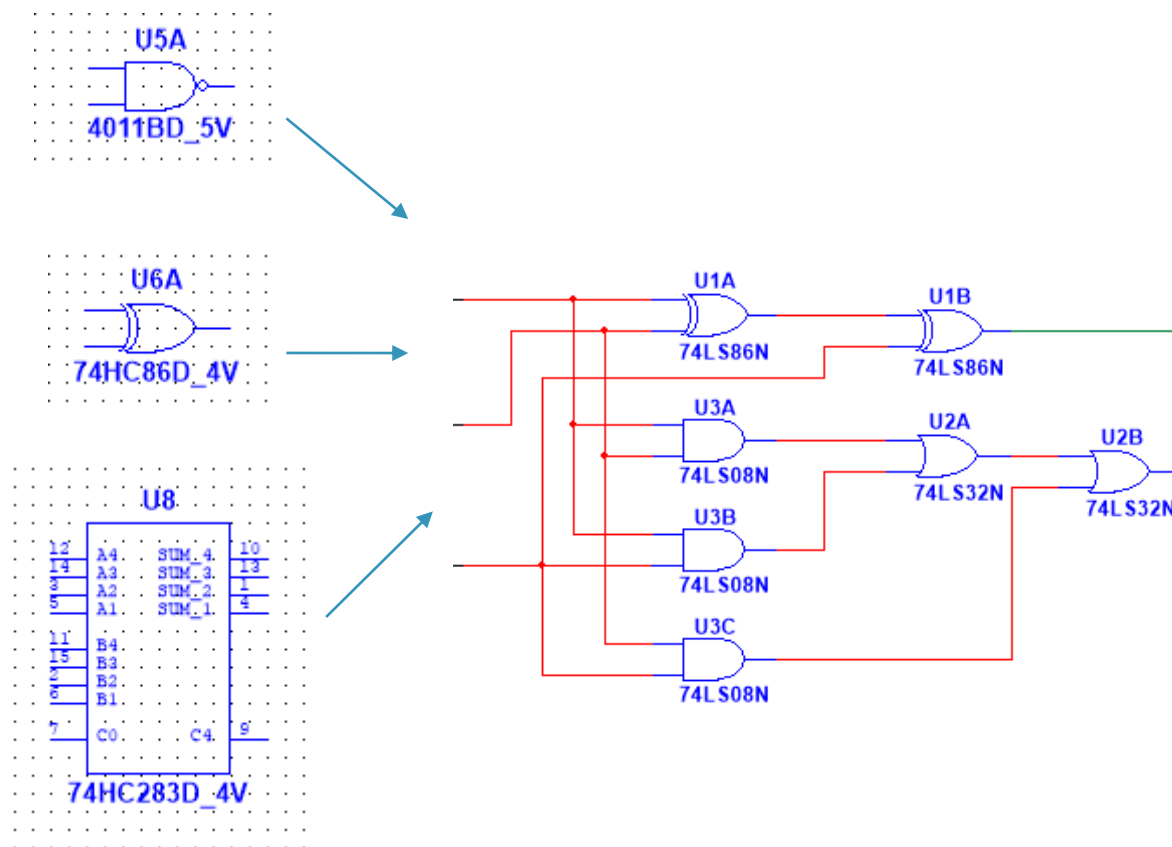 U5A
4011BD_5V
U6A
74HC86D_4V
U8
12 A4 SUM_4 10
14 A3 SUM_3 13
3 A2 SUM_2 1
5 A1 SUM_1 4
11 B4
15 B3
2 B2
6 B1
7 C0 C4 9
74HC283D_4V
U1A
74LS86N
U1B
74LS86N
U3A
74LS08N
U2A
74LS32N
U2B
74LS32N
U3B
74LS08N
U3C
74LS08N